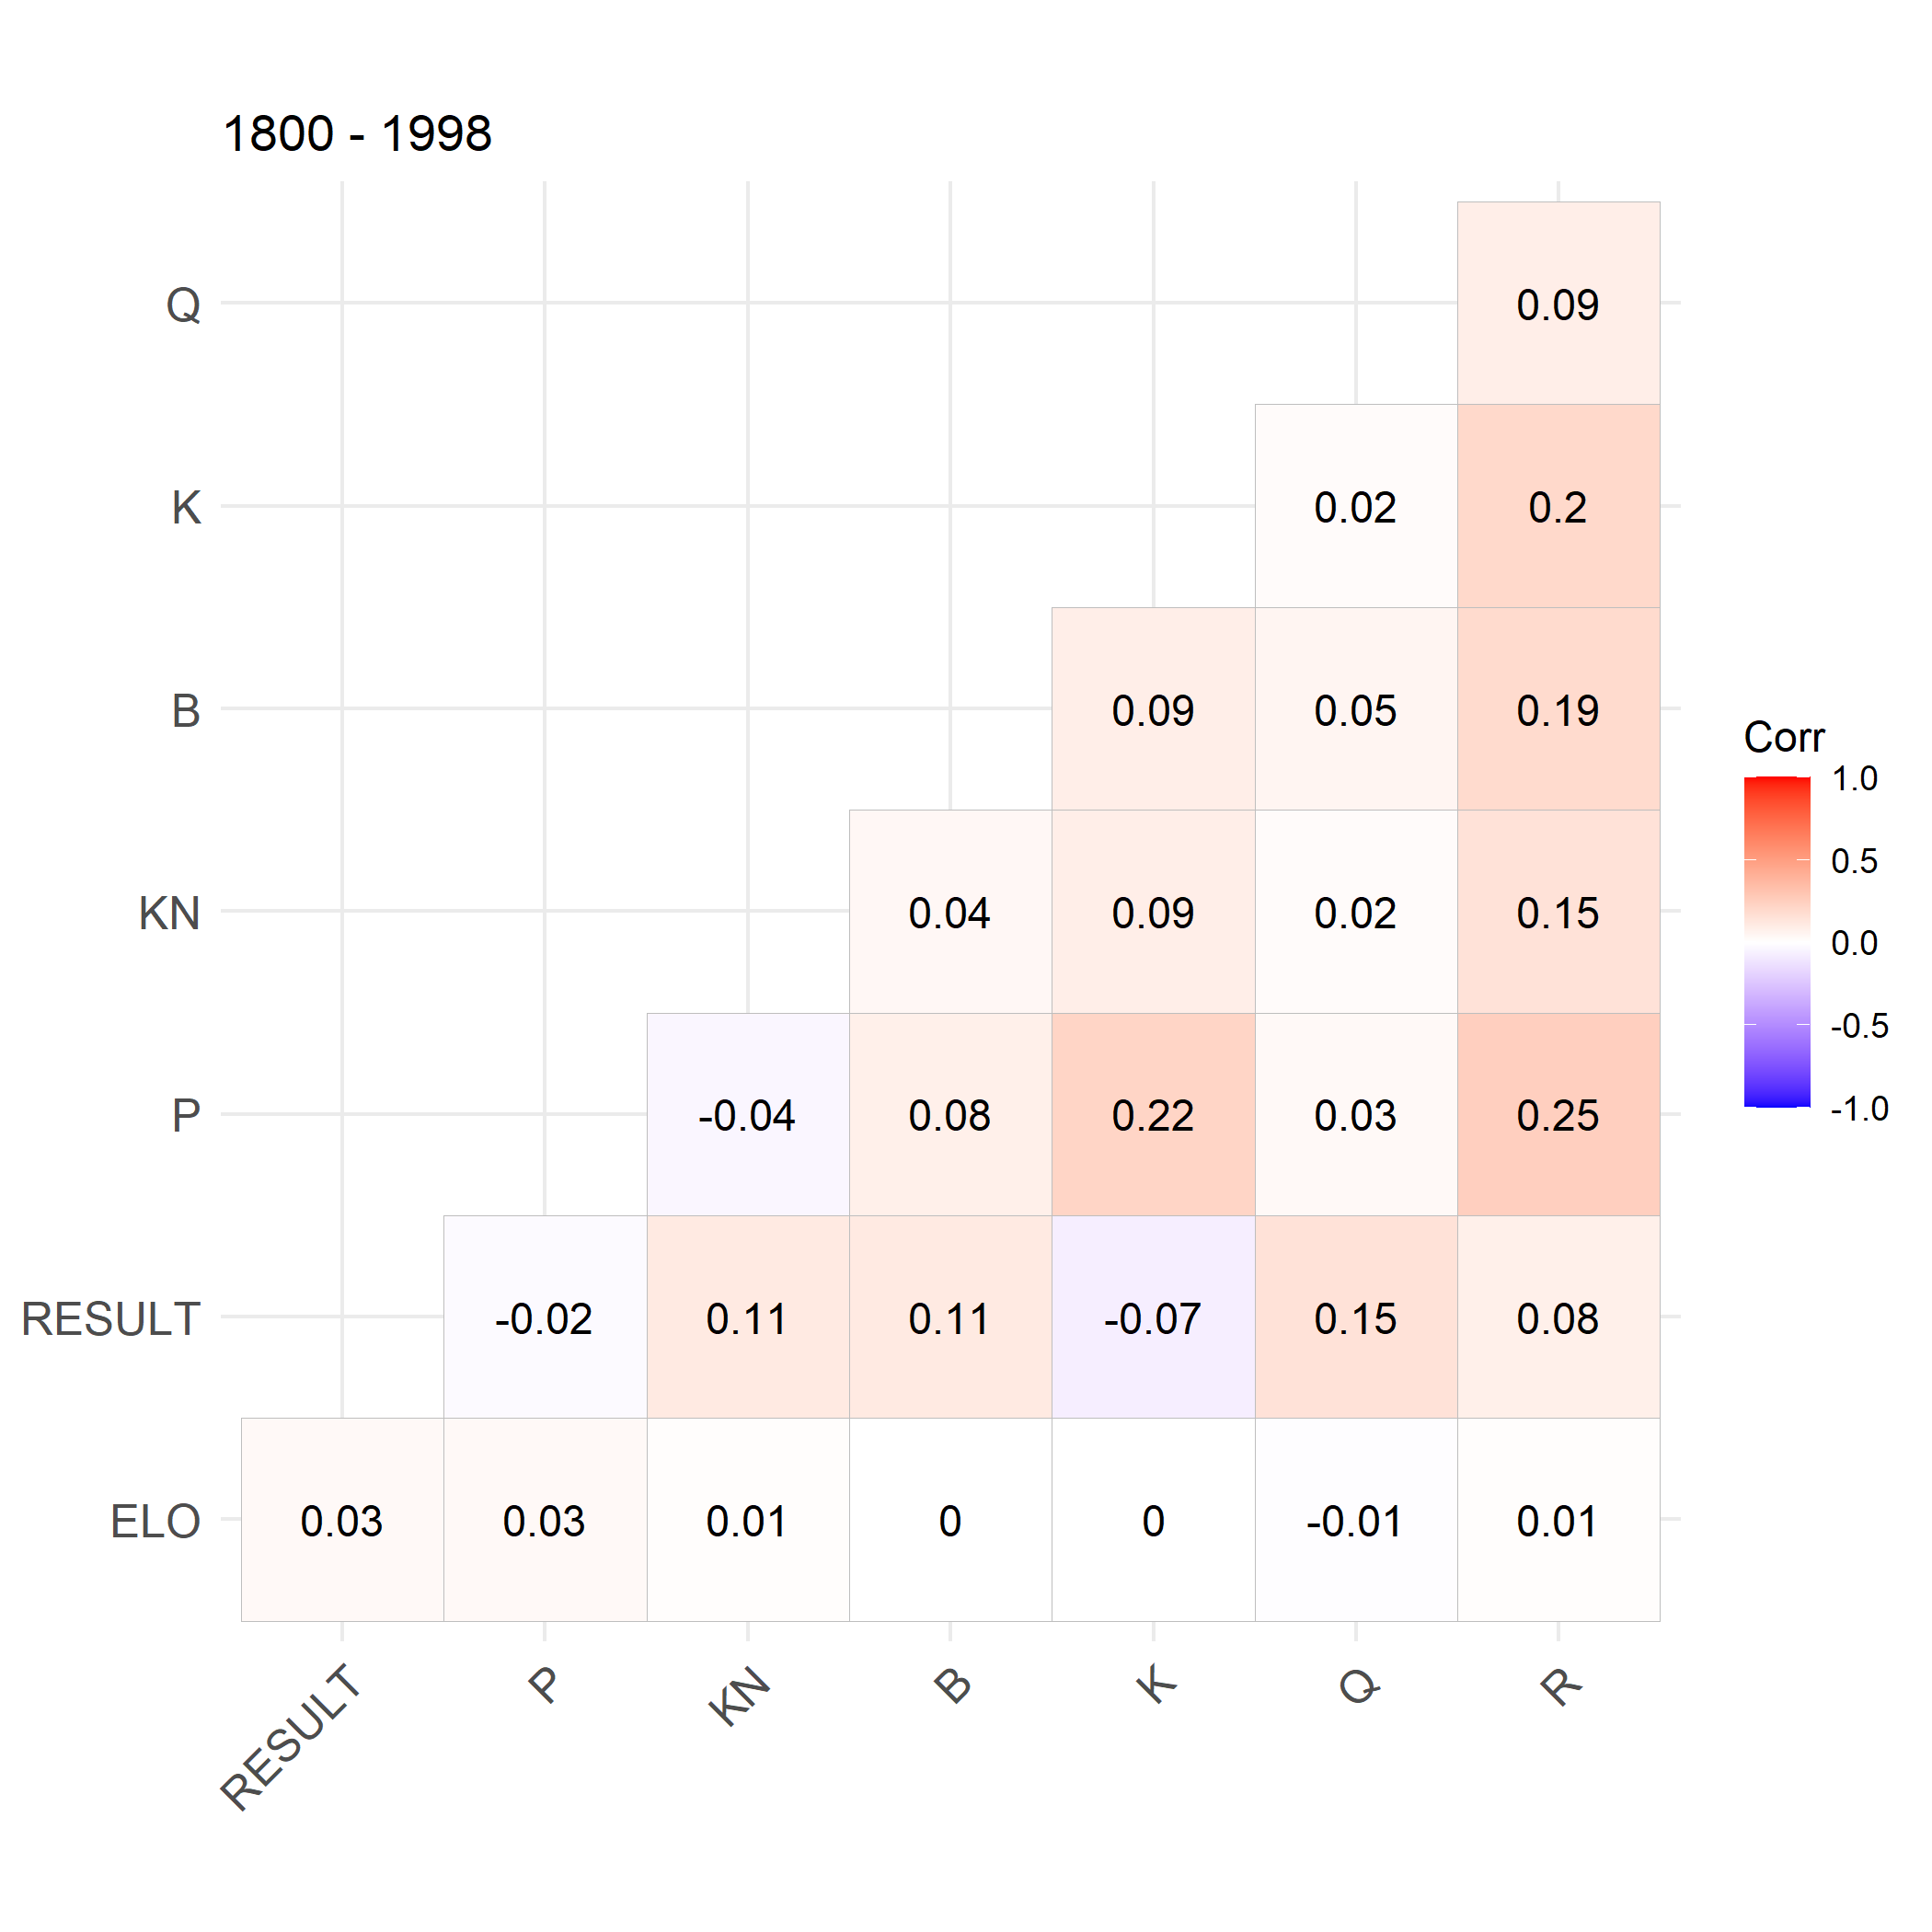 1800 - 1998
Q 0.09
K 0.02 0.2
B 0.09 0.05 0.19
KN 0.04 0.09 0.02 0.15
P -0.04 0.08 0.22 0.03 0.25
RESULT -0.02 0.11 0.11 -0.07 0.15 0.08
ELO 0.03 0.03 0.01 0 0 -0.01 0.01
RESULT P KN B K Q R
Corr
1.0
0.5
0.0
-0.5
-1.0